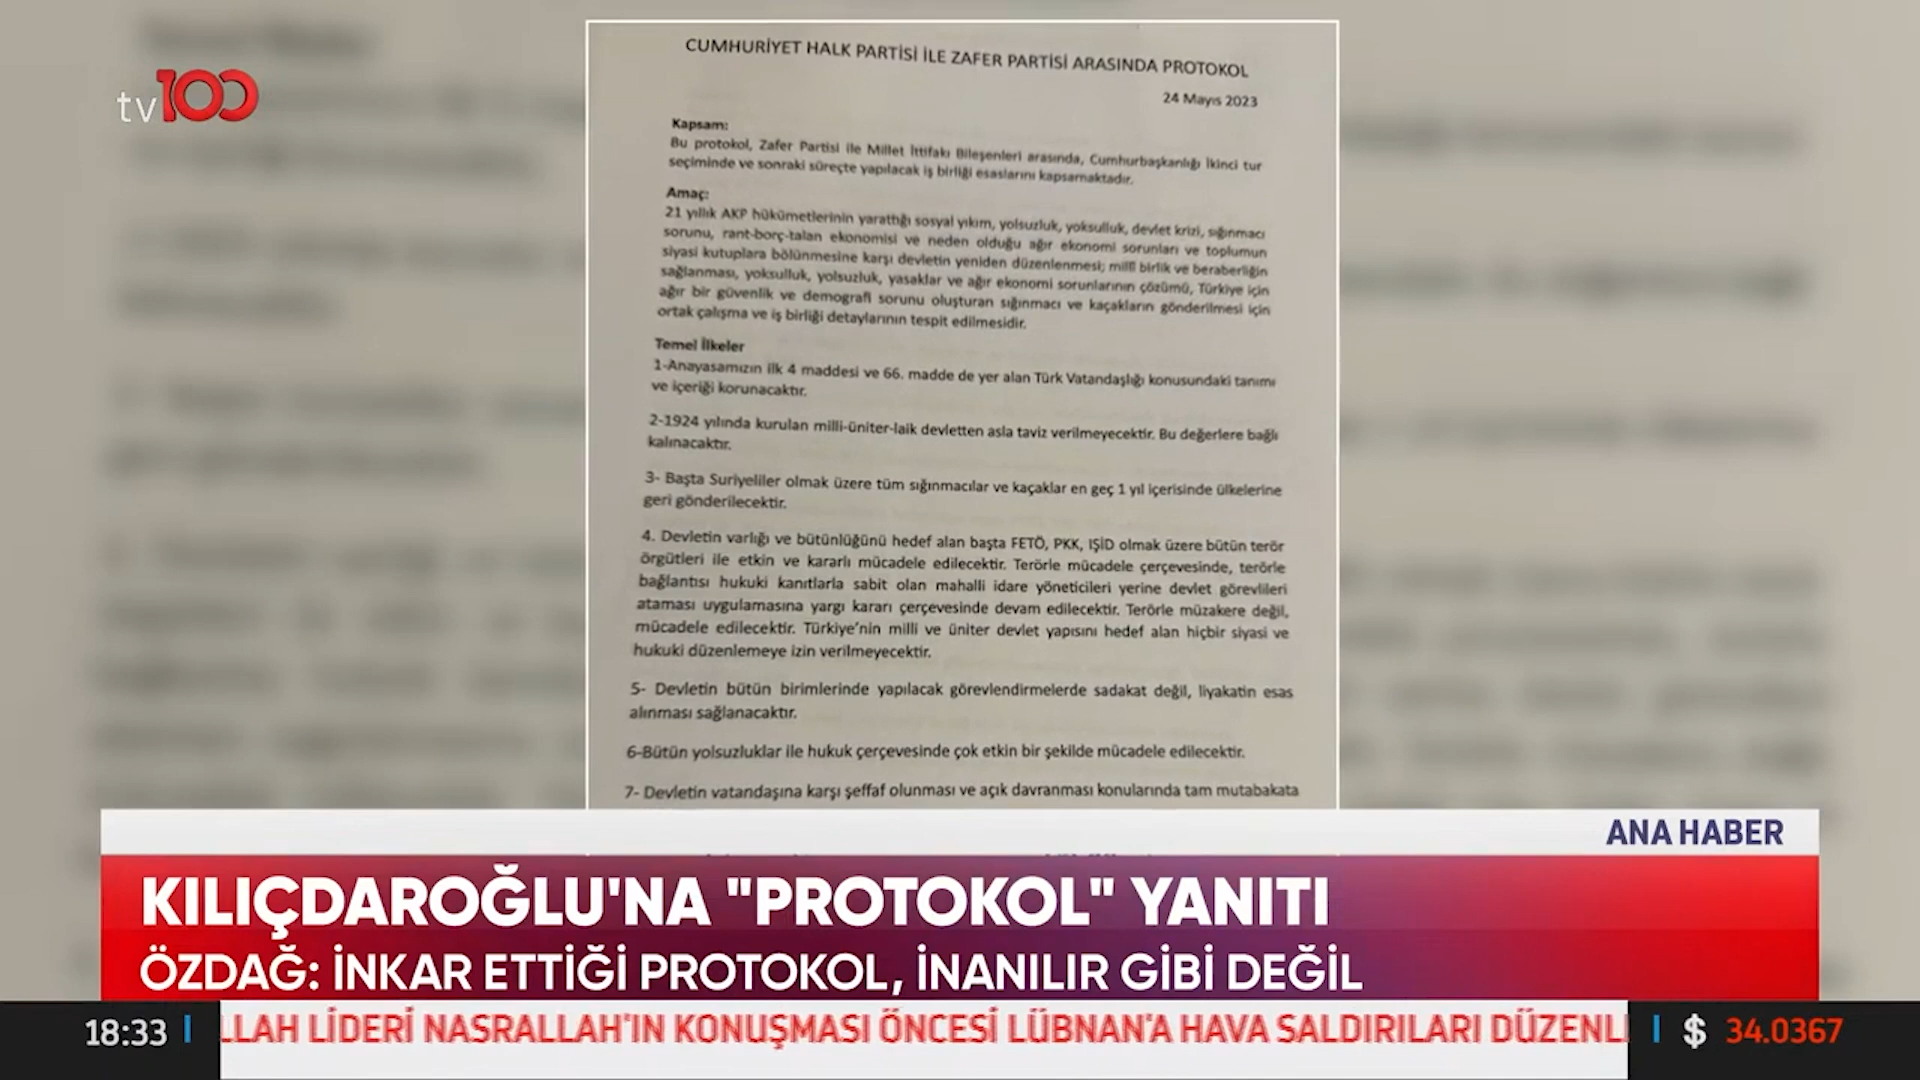 CUMHURİYET HALK PARTİSİ İLE ZAFER PARTİSİ ARASINDA PROTOKOL
24 Mayıs 2023
tv100
Kapsam:
Bu protokol, Zafer Partisi ile Millet İttifakı Bileşenleri arasında, Cumhurbaşkanlığı İkinci tur
seçiminde ve sonraki süreçte yapılacak iş birliği esaslarını kapsamaktadır.
Amaç:
21 yıllık AKP hükümetlerinin yarattığı sosyal yıkım, yolsuzluk, yoksulluk, devlet krizi, sığınmacı
sorunu, rant-borç-talan ekonomisi ve neden olduğu ağır ekonomi sorunları ve toplumun
siyasi kutuplara bölünmesine karşı devletin yeniden düzenlenmesi; milli birlik ve beraberliğin
sağlanması, yoksulluk, yolsuzluk, yasaklar ve ağır ekonomi sorunlarının çözümü, Türkiye için
ağır bir güvenlik ve demografi sorunu oluşturan sığınmacı ve kaçakların gönderilmesi için
ortak çalışma ve iş birliği detaylarının tespit edilmesidir.
Temel İlkeler
1-Anayasamızın ilk 4 maddesi ve 66. madde de yer alan Türk Vatandaşlığı konusundaki tanımı
ve içeriği korunacaktır.
2-1924 yılında kurulan milli-üniter-laik devletten asla taviz verilmeyecektir. Bu değerlere bağlı
kalınacaktır.
3- Başta Suriyeliler olmak üzere tüm sığınmacılar ve kaçaklar en geç 1 yıl içerisinde ülkelerine
geri gönderilecektir.
4. Devletin varlığı ve bütünlüğünü hedef alan başta FETÖ, PKK, IŞİD olmak üzere bütün terör
örgütleri ile etkin ve kararlı mücadele edilecektir. Terörle mücadele çerçevesinde, terörle
bağlantısı hukuki kanıtlarla sabit olan mahalli idare yöneticileri yerine devlet görevlileri
ataması uygulamasına yargı kararı çerçevesinde devam edilecektir. Terörle müzakere değil,
mücadele edilecektir. Türkiye'nin milli ve üniter devlet yapısını hedef alan hiçbir siyasi ve
hukuki düzenlemeye izin verilmeyecektir.
5- Devletin bütün birimlerinde yapılacak görevlendirmelerde sadakat değil, liyakatin esas
alınması sağlanacaktır.
6-Bütün yolsuzluklar ile hukuk çerçevesinde çok etkin bir şekilde mücadele edilecektir.
7- Devletin vatandaşına karşı şeffaf olunması ve açık davranması konularında tam mutabakata
ANA HABER
KILIÇDAROĞLU'NA "PROTOKOL" YANITI
ÖZDAĞ: İNKAR ETTİĞİ PROTOKOL, İNANILIR GİBİ DEĞİL
18:33 LLAH LİDERİ NASRALLAH'IN KONUŞMASI ÖNCESİ LÜBNAN'A HAVA SALDIRILARI DÜZENLİ $ 34.0367